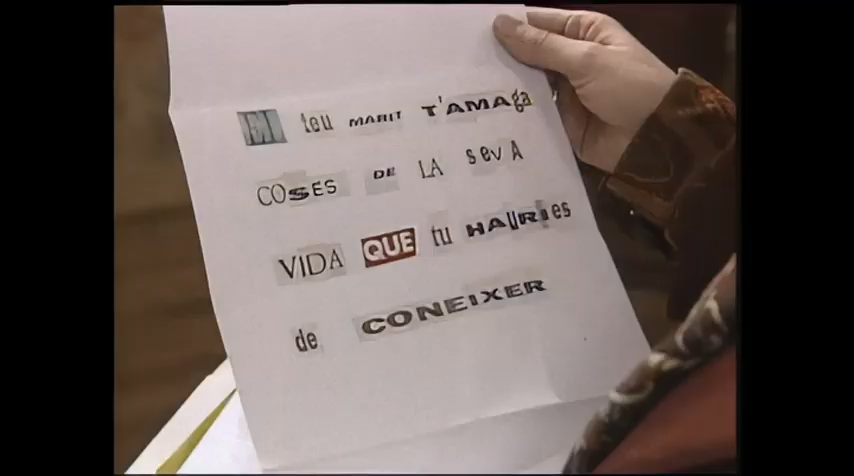 El teu MARIT T'AMAga
COSES DE LA sevA
VIDA QUE tu HAURIes
de CONEIXER